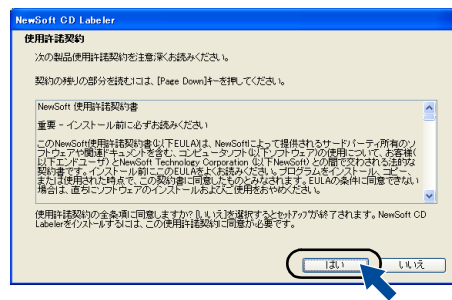 NewSoft CD Labeler
使用許諾契約
次の製品使用許諾契約を注意深くお読みください。
契約の残りの部分を読むには、[Page Down]キーを押してください。
NewSoft 使用許諾契約書
重要 - インストール前に必ずお読みください
このNewSoft使用許諾契約書(以下EULA)は、NewSoftによって提供されるサードパーティ所有のソ
フトウェアや関連ドキュメントを含む、コンピュータソフト(以下ソフトウェア)の使用について、お客様(
以下エンドユーザ)とNewSoft Technology Corporation (以下NewSoft)との間で交わされる法的な
契約書です。インストール前にこのEULAをよくお読みください。プログラムをインストール、コピー、
または使用された時点で、この契約書に同意したものとみなされます。EULAの条件に同意できない
場合は、直ちにソフトウェアのインストールおよびご使用をおやめください。
使用許諾契約の全条項に同意しますか? [いいえ]を選択するとセットアップが終了されます。NewSoft CD
Labelerをインストールするには、この使用許諾契約に同意が必要です。
はい
いいえ